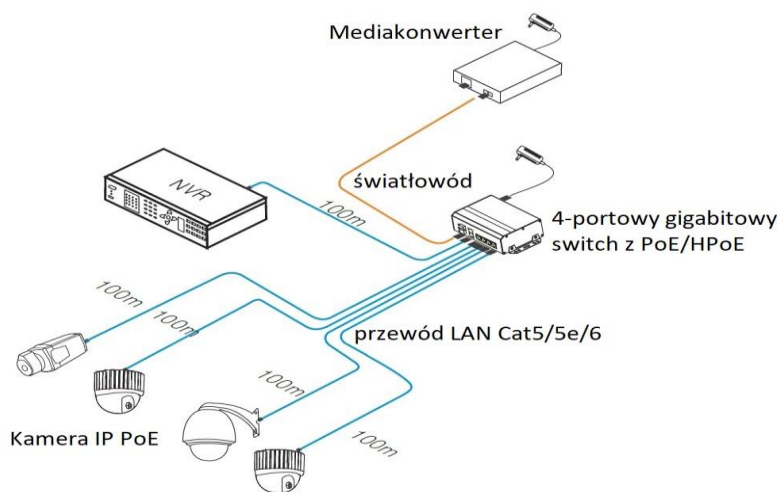 Mediakonwerter
NVR
100m
światłowód
4-portowy gigabitowy
switch z PoE/HPoE
100m
100m
przewód LAN Cat5/5e/6
100m
Kamera IP PoE
100m